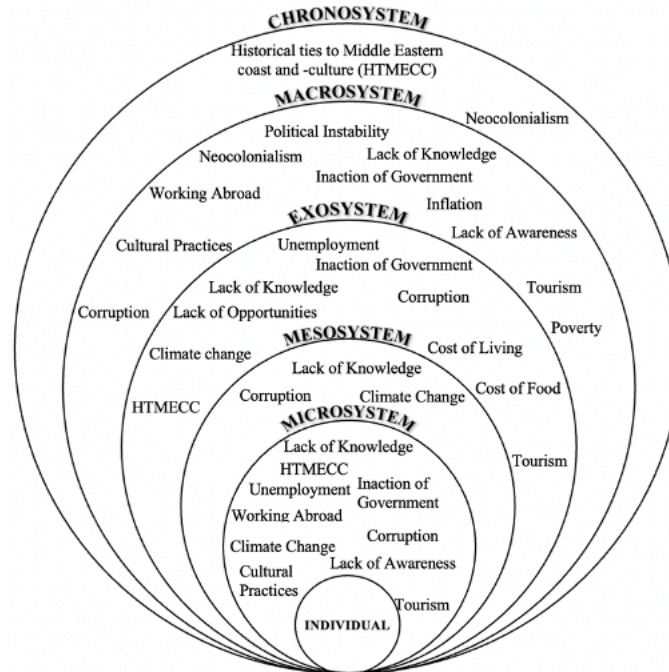 CHRONOSYSTEM
Historical ties to Middle Eastern
coast and -culture (HTMECC)
MACROSYSTEM
Neocolonialism
Political Instability
Neocolonialism
Lack of Knowledge
Inaction of Government
Working Abroad
Inflation
EXOSYSTEM
Lack of Awareness
Cultural Practices
Unemployment
Inaction of Government
Lack of Knowledge
Tourism
Corruption
Corruption
Lack of Opportunities
Poverty
MESOSYSTEM
Climate change
Cost of Living
Lack of Knowledge
Cost of Food
Corruption
Climate Change
HTMECC
MICROSYSTEM
Lack of Knowledge
Tourism
HTMECC
Unemployment
Inaction of
Government
Working Abroad
Corruption
Climate Change
Lack of Awareness
Cultural
Practices
Tourism
INDIVIDUAL